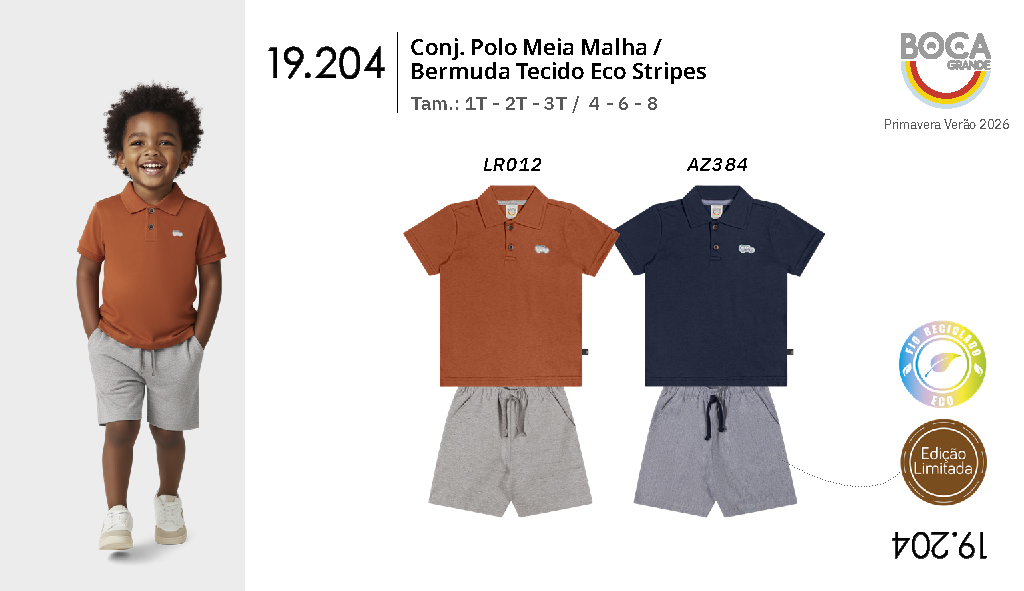 19.204
Conj. Polo Meia Malha /
Bermuda Tecido Eco Stripes
Tam.: 1T - 2T - 3T / 4 - 6 - 8
BOCA
GRANDE
Primavera Verão 2026
LR012
AZ384
FIO RECICLADO
ECO
Edição
Limitada
19.204